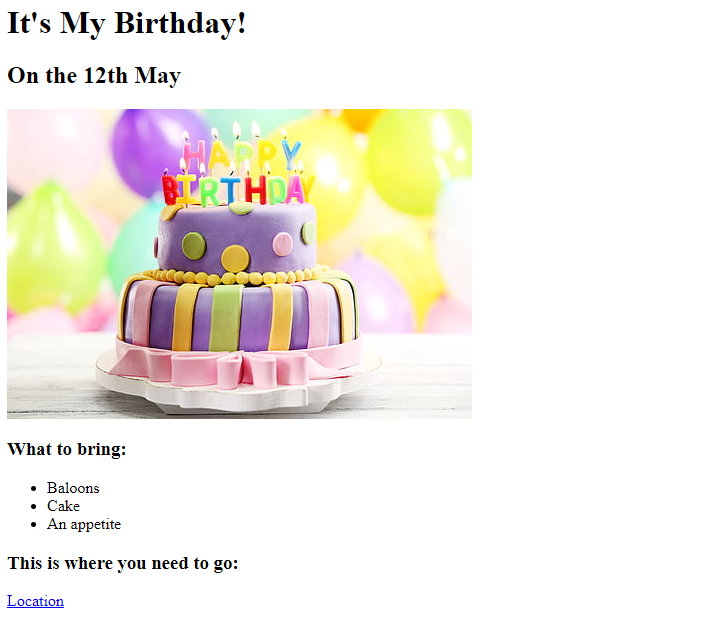 It's My Birthday!
On the 12th May
HAPPY
BIRTHDAY
What to bring:
Baloons
Cake
An appetite
This is where you need to go:
Location